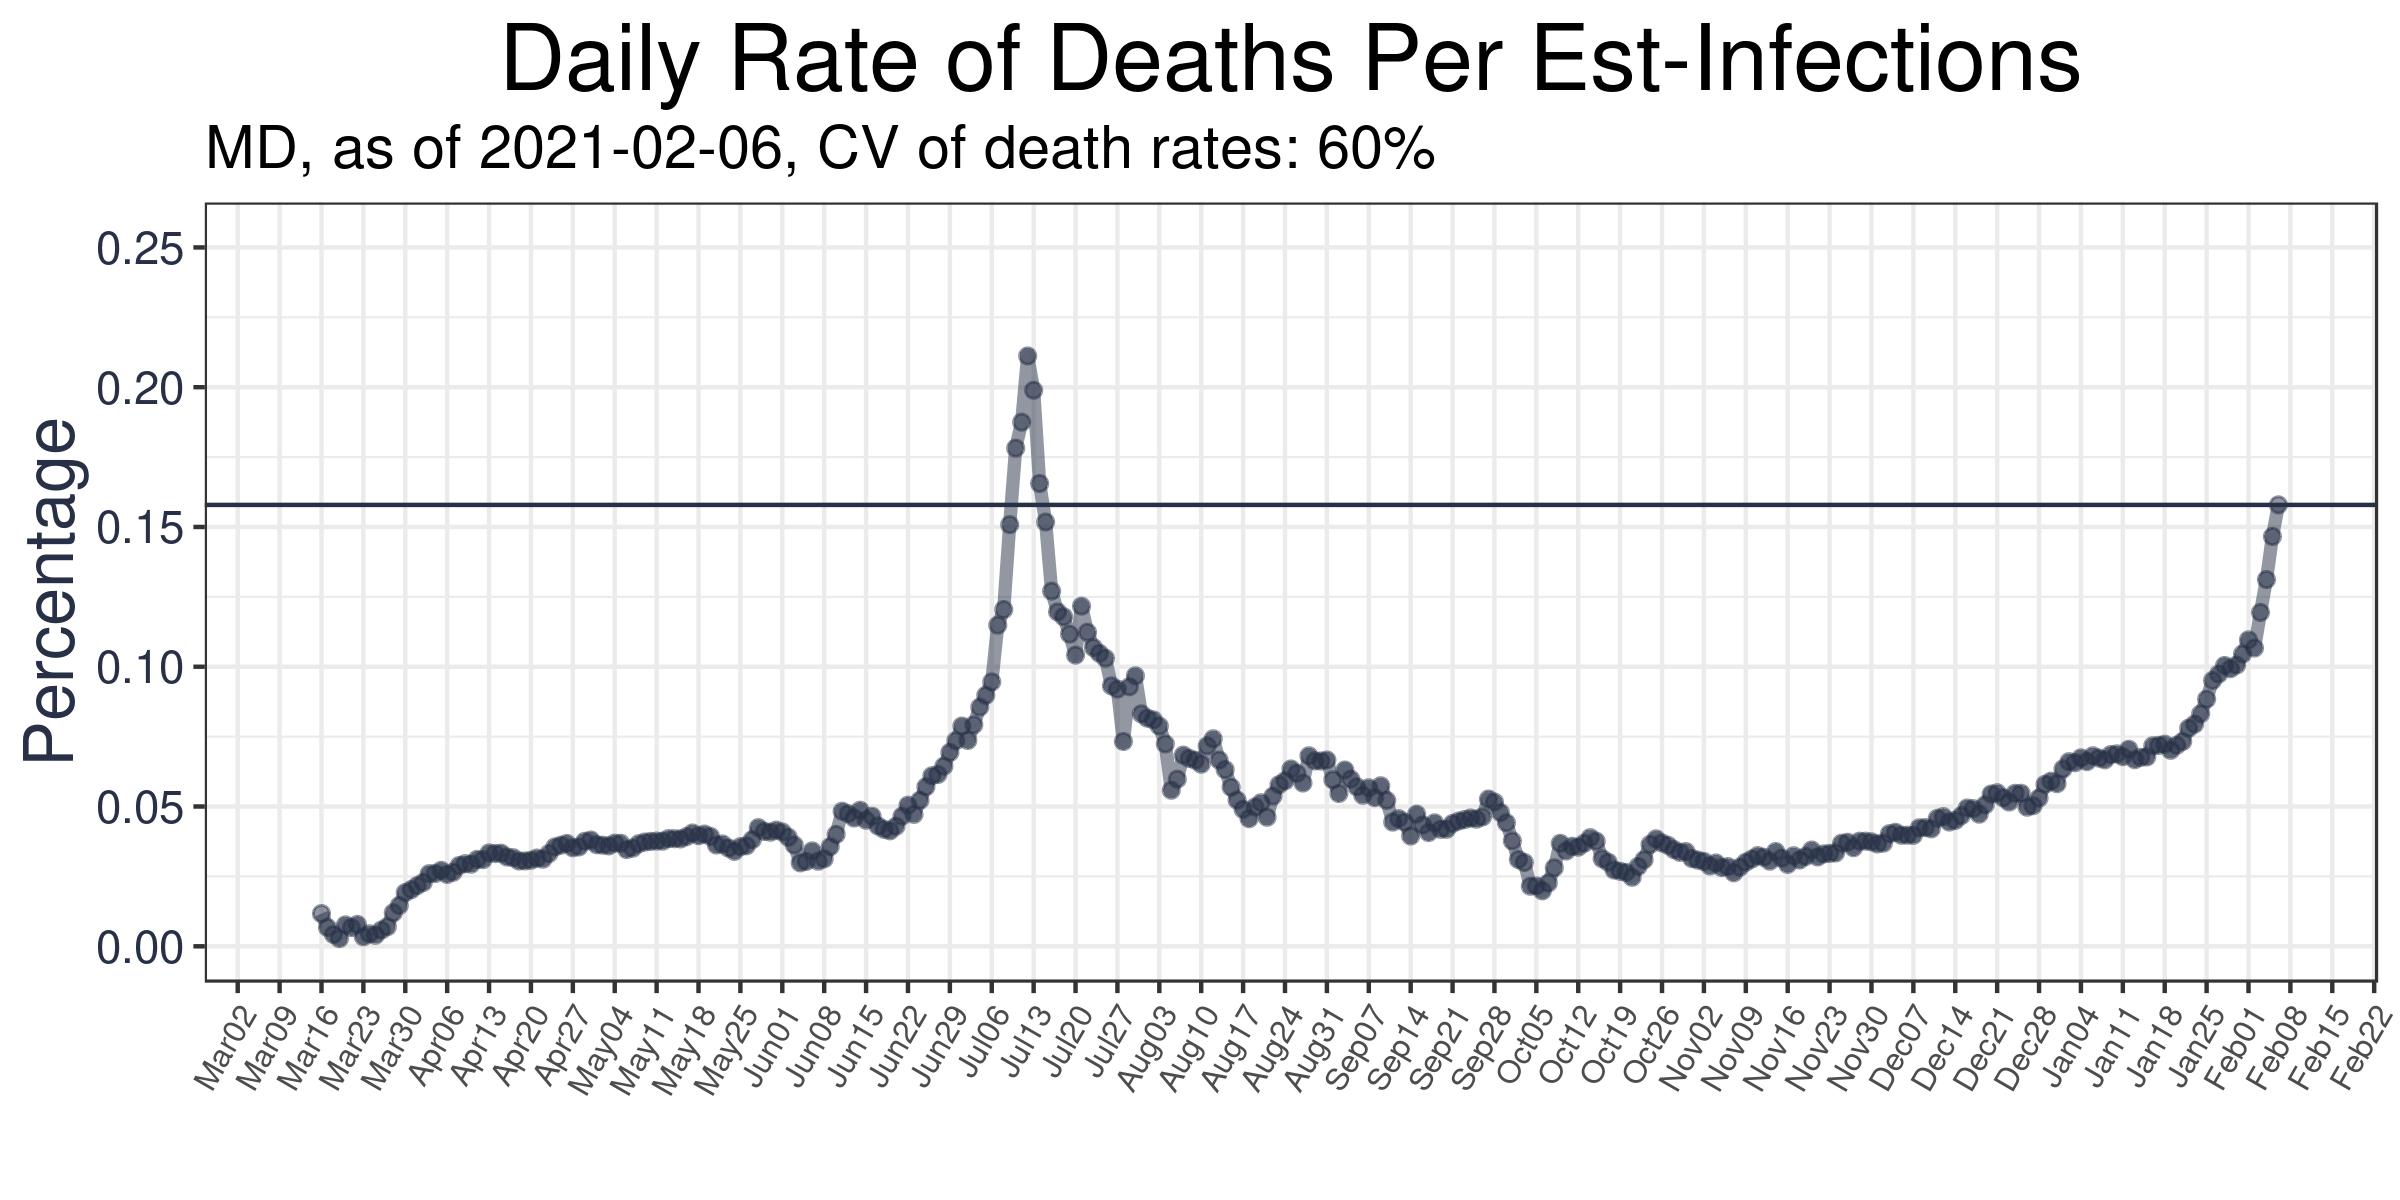 Daily Rate of Deaths Per Est-Infections
MD, as of 2021-02-06, CV of death rates: 60%
Percentage
0.25
0.20
0.15
0.10
0.05
0.00
Mar02
Mar09
Mar16
Mar23
Mar30
Apr06
Apr13
Apr20
Apr27
May04
May11
May18
May25
Jun01
Jun08
Jun15
Jun22
Jun29
Jul06
Jul13
Jul20
Jul27
Aug03
Aug10
Aug17
Aug24
Aug31
Sep07
Sep14
Sep21
Sep28
Oct05
Oct12
Oct19
Oct26
Nov02
Nov09
Nov16
Nov23
Nov30
Dec07
Dec14
Dec21
Dec28
Jan04
Jan11
Jan18
Jan25
Feb01
Feb08
Feb15
Feb22